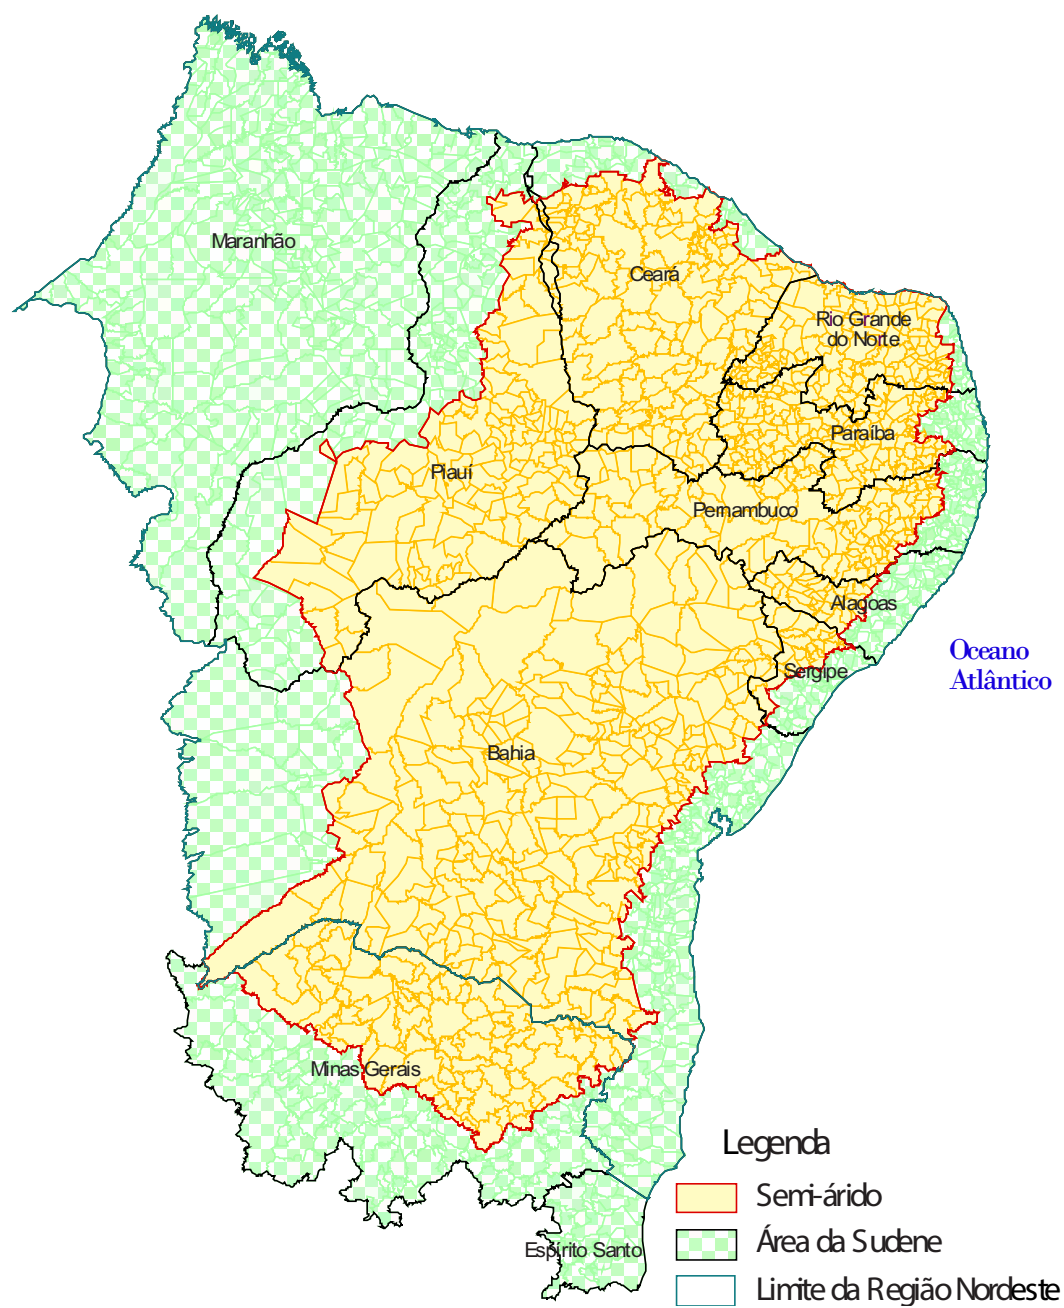 Maranhão
Ceará
Rio Grande
do Norte
Paraíba
Piauí
Pernambuco
Alagoas
Sergipe
Oceano
Atlântico
Bahia
Minas Gerais
Espírito Santo
Legenda
Semi-árido
Área da Sudene
Limite da Região Nordeste